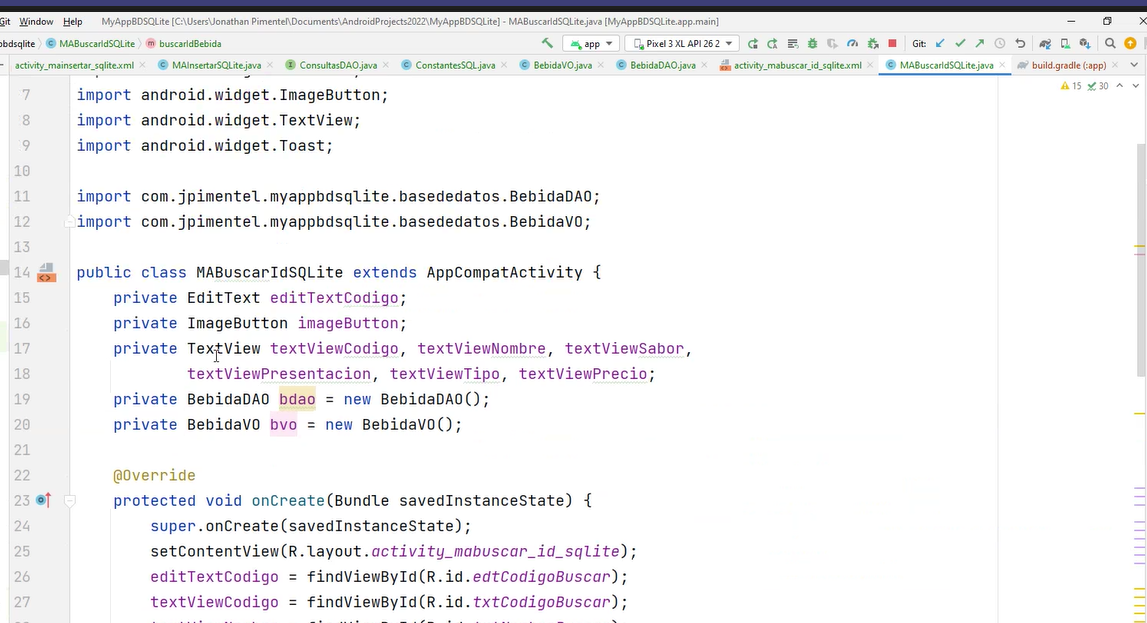 Git Window Help MyAppBDSQLite [C:\Users\Jonathan Pimentel\Documents\AndroidProjects2022\MyAppBDSQLite] - MABuscarIdSQLite.java [MyAppBDSQLite.app.main]
MABuscarIdSQLite buscarIdBebida app Pixel 3 XL API 26 2 Git:
activity_mainsertar_sqlite.xml MAInsertarSQLite.java ConsultasDAO.java ConstantesSQL.java BebidaVO.java BebidaDAO.java activity_mabuscar_id_sqlite.xml MABuscarIdSQLite.java build.gradle (:app)
15 30
7 import android.widget.ImageButton;
8 import android.widget.TextView;
9 import android.widget.Toast;
10
11 import com.jpimentel.myappbdsqlite.basededatos.BebidaDAO;
12 import com.jpimentel.myappbdsqlite.basededatos.BebidaVO;
13
14 public class MABuscarIdSQLite extends AppCompatActivity {
15 private EditText editTextCodigo;
16 private ImageButton imageButton;
17 private TextView textViewCodigo, textViewNombre, textViewSabor,
18 textViewPresentacion, textViewTipo, textViewPrecio;
19 private BebidaDAO bdao = new BebidaDAO();
20 private BebidaVO bvo = new BebidaVO();
21
22 @Override
23 protected void onCreate(Bundle savedInstanceState) {
24 super.onCreate(savedInstanceState);
25 setContentView(R.layout.activity_mabuscar_id_sqlite);
26 editTextCodigo = findViewById(R.id.edtCodigoBuscar);
27 textViewCodigo = findViewById(R.id.txtCodigoBuscar);